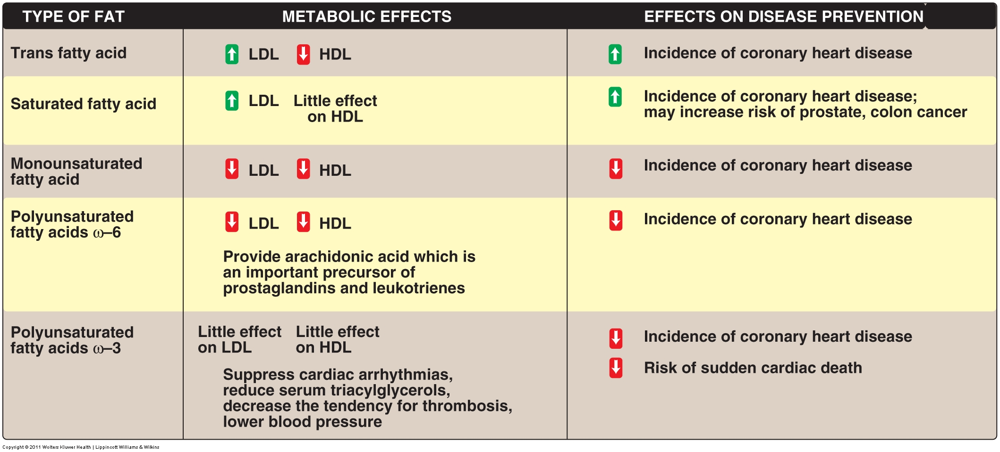 TYPE OF FAT METABOLIC EFFECTS EFFECTS ON DISEASE PREVENTION
Trans fatty acid
LDL HDL
Incidence of coronary heart disease
Saturated fatty acid
LDL Little effect
on HDL
Incidence of coronary heart disease;
may increase risk of prostate, colon cancer
Monounsaturated
fatty acid
LDL HDL
Incidence of coronary heart disease
Polyunsaturated
fatty acids ω–6
LDL HDL
Provide arachidonic acid which is
an important precursor of
prostaglandins and leukotrienes
Incidence of coronary heart disease
Polyunsaturated
fatty acids ω–3
Little effect
on LDL
Little effect
on HDL
Suppress cardiac arrhythmias,
reduce serum triacylglycerols,
decrease the tendency for thrombosis,
lower blood pressure
Incidence of coronary heart disease
Risk of sudden cardiac death
Copyright © 2011 Wolters Kluwer Health | Lippincott Williams & Wilkins